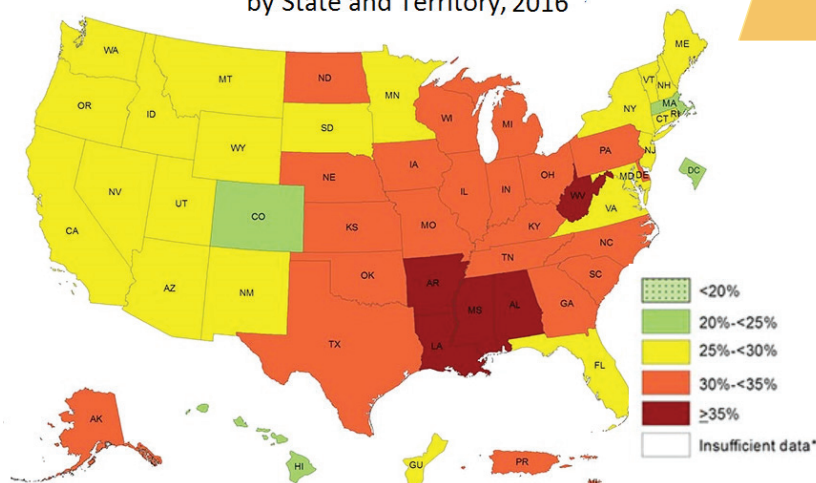 by State and Territory, 2016
WA
MT
ND
MN
ME
VT
NH
OR
ID
WY
SD
WI
MI
NY
MA
CT
RI
NV
UT
CO
NE
IA
IL
IN
OH
PA
NJ
MD
DE
DC
CA
KS
MO
KY
WV
VA
AZ
NM
OK
AR
TN
NC
SC
TX
LA
MS
AL
GA
FL
AK
HI
GU
PR
<20%
20%-<25%
25%-<30%
30%-<35%
≥35%
Insufficient data*